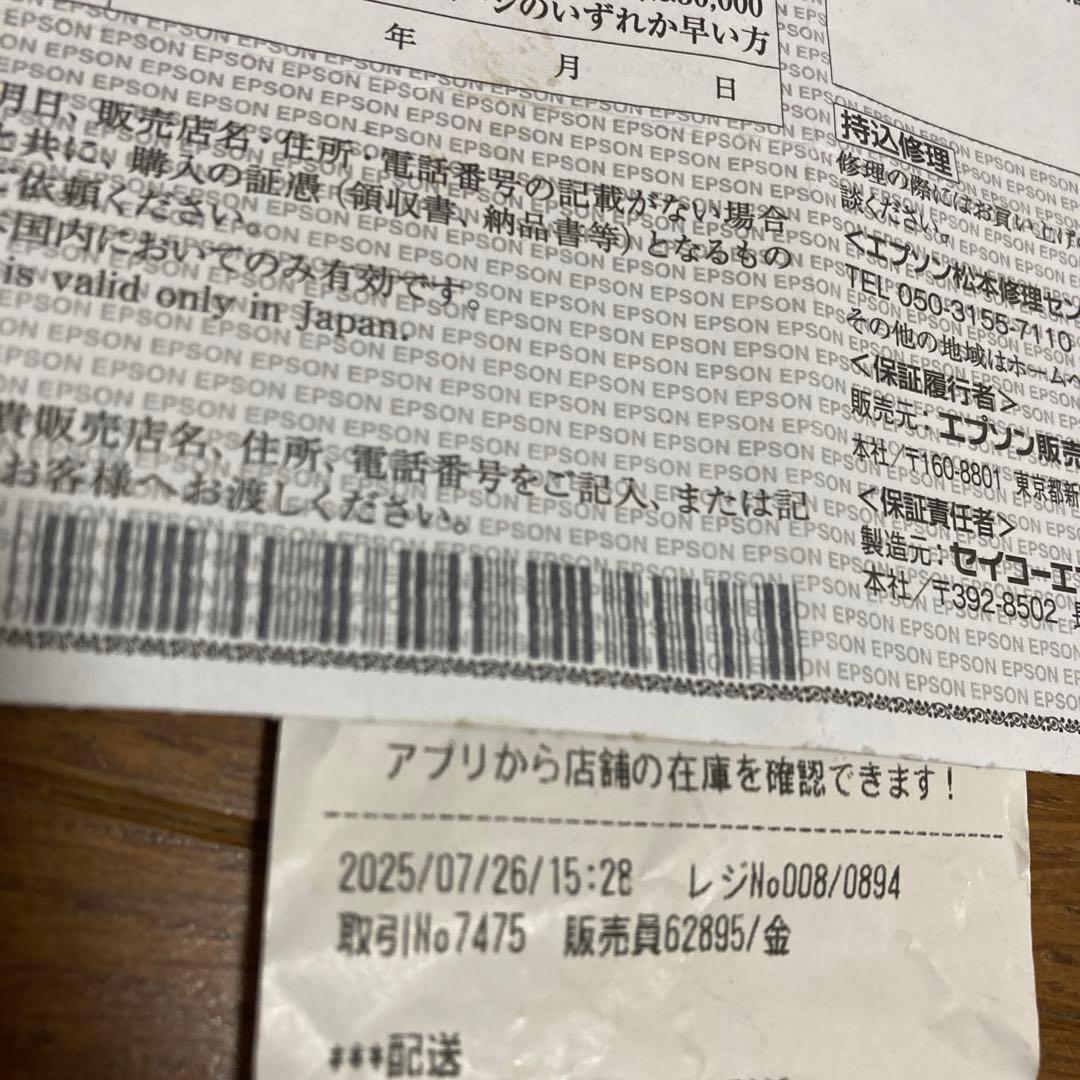 30,000
のいずれか早い方
年 月 日
月日、販売店名・住所・電話番号の記載がない場合
と共に、購入の証憑（領収書、納品書等）となるもの
ご依頼ください。
国内においてのみ有効です。
is valid only in Japan.
貴販売店名、住所、電話番号をご記入、または記
お客様へお渡しください。
持込修理
修理の際にはお買い上げ
談ください。
<エプソン松本修理セン
TEL 050-3155-7110
その他の地域はホームペ
<保証履行者>
販売元：エプソン販売
本社/〒160-8801 東京都新
<保証責任者>
製造元：セイコーエプ
本社/〒392-8502 長
EPSON
アプリから店舗の在庫を確認できます！
2025/07/26/15:28 レジNo008/0894
取引No7475 販売員62895/金
***配送